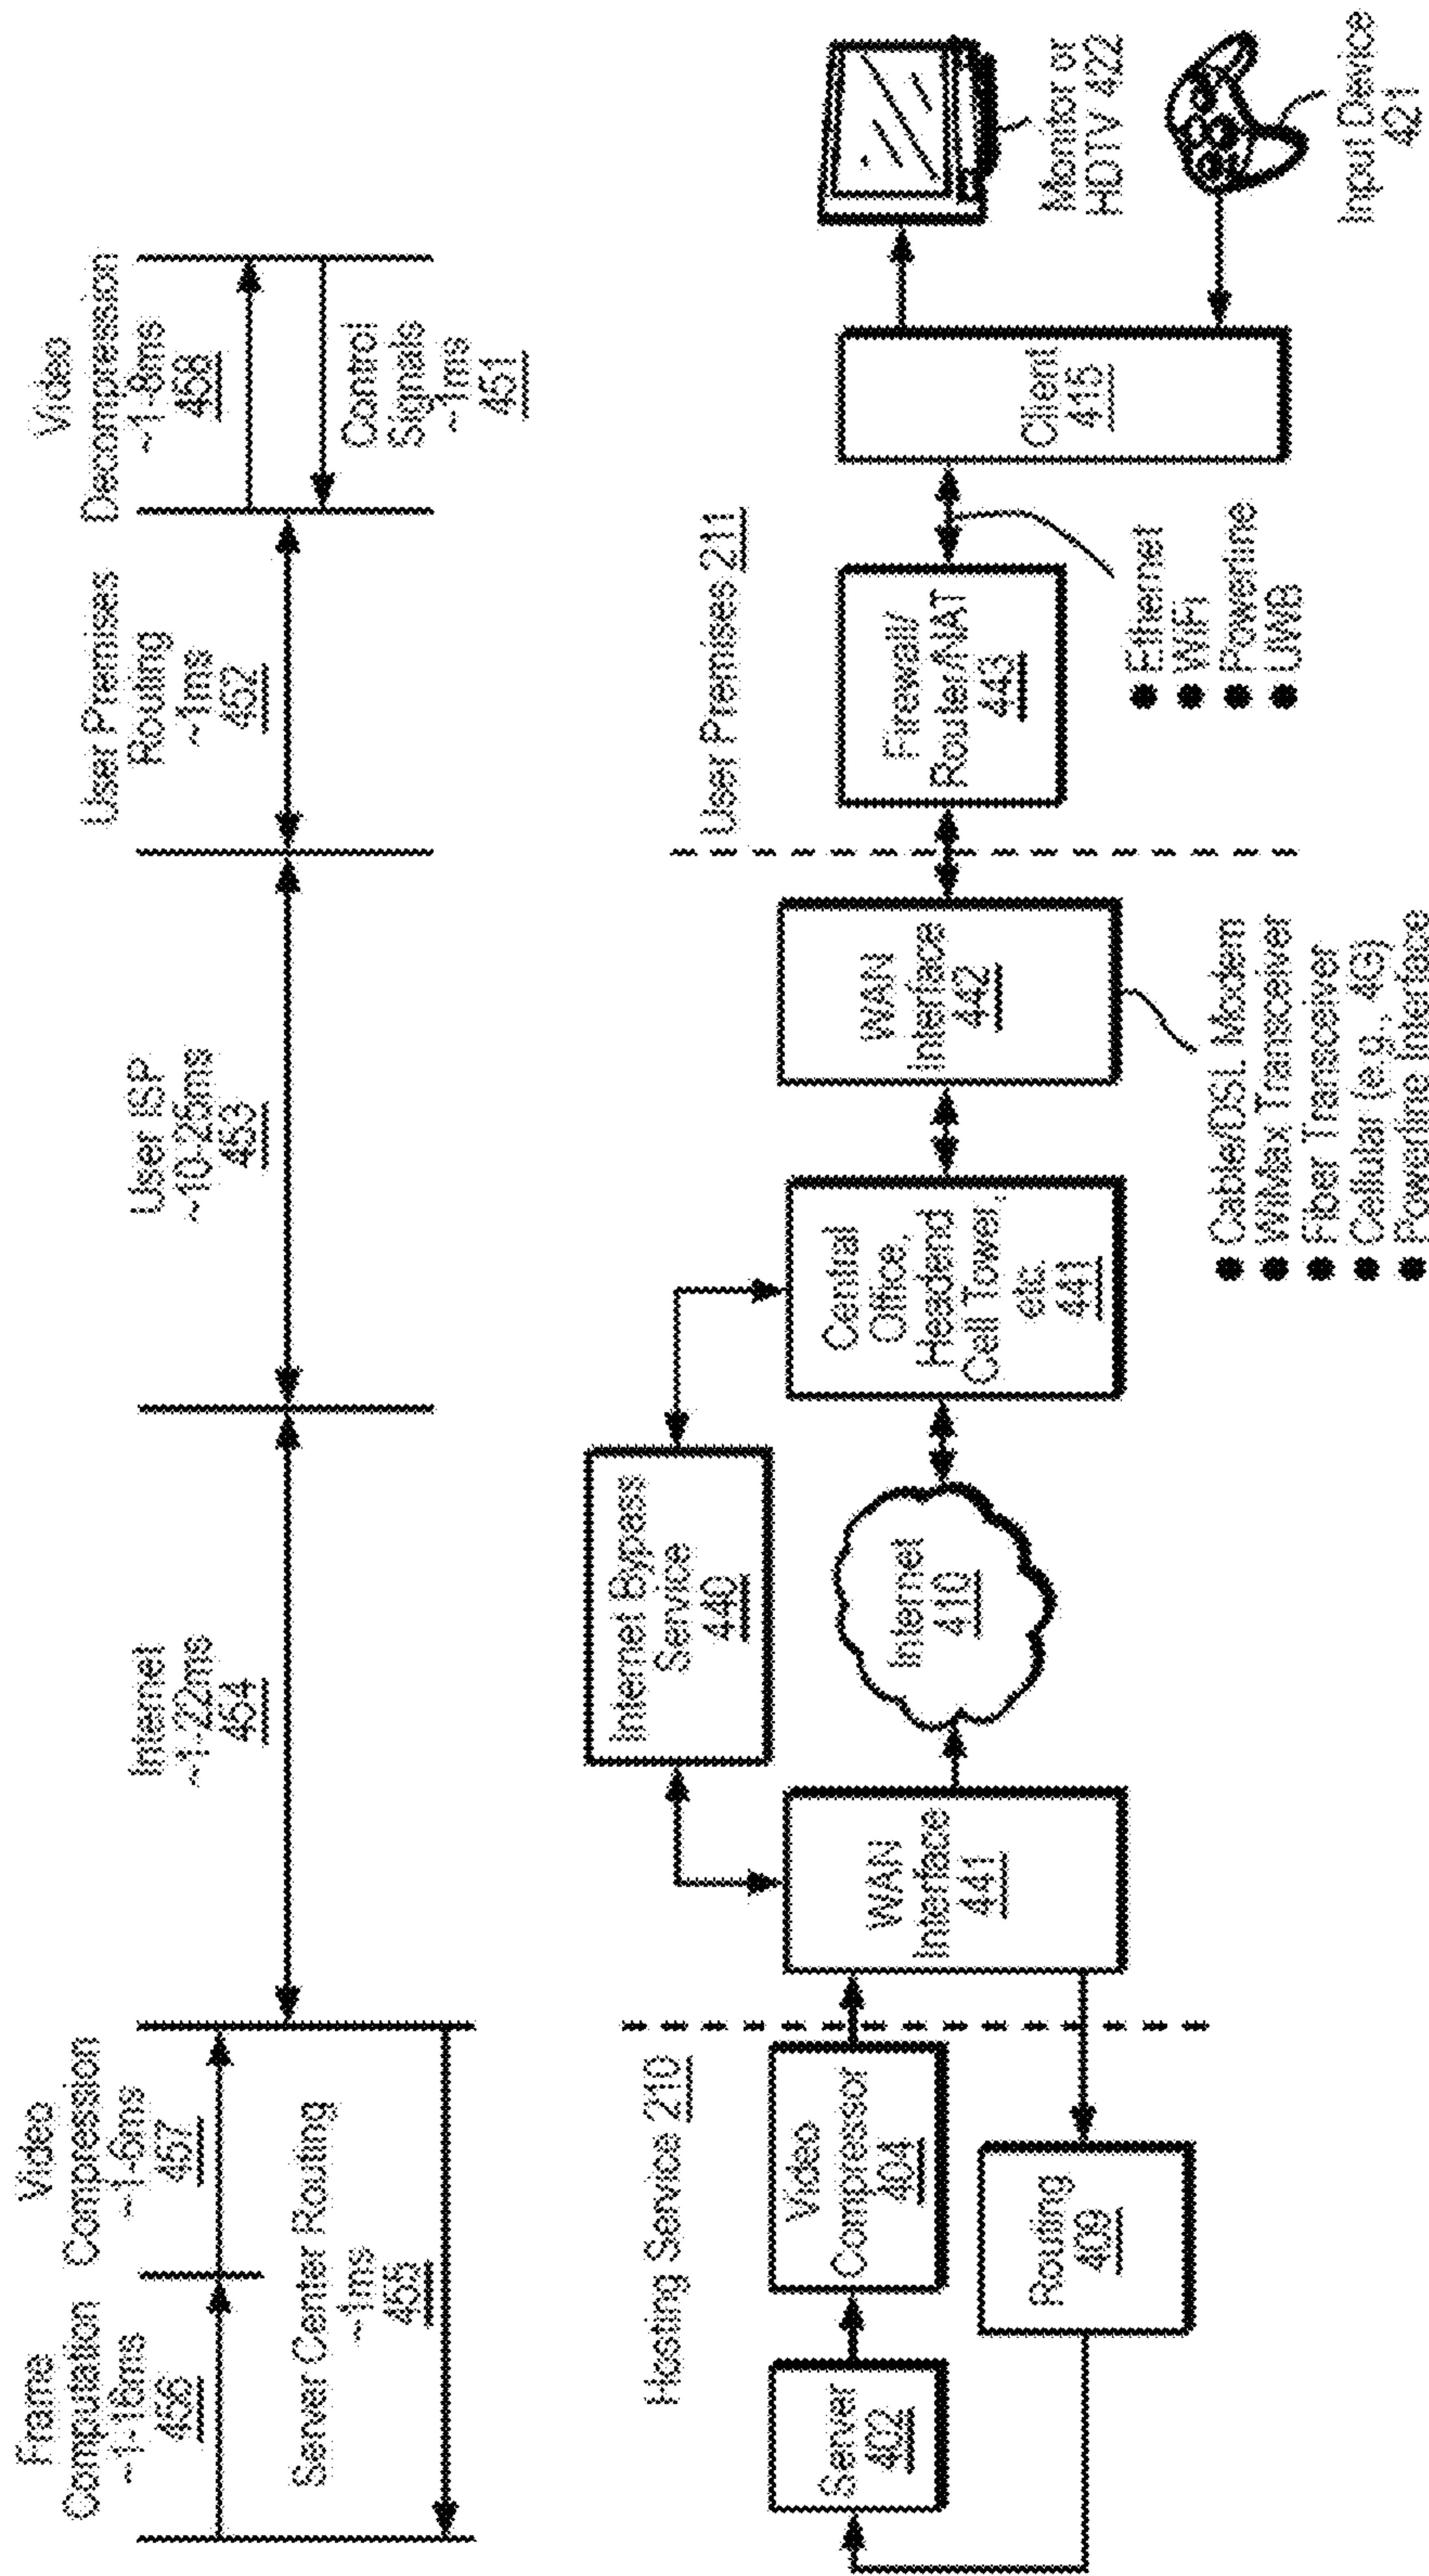 Frame
Computation
~1-16ms
456
Video
Compression
~1-6ms
457
Server Center Routing
~1ms
455
Internet
~1-22ms
454
User ISP
~10-25ms
453
User Premises
Routing
~1ms
452
Video
Decompression
~1-8ms
458
Control
Signals
~1ms
451
Hosting Service 210
Server
402
Video
Compressor
404
Routing
409
WAN
Interface
441
Internet Bypass
Service
440
Internet
410
Central
Office,
Headend
Cell Tower,
etc.
441
WAN
Interface
442
● Cable/DSL Modem
● WiMax Transceiver
● Fiber Transceiver
● Cellular (e.g., 4G)
● Powerline Interface
User Premises 211
Firewall/
Router/NAT
443
● Ethernet
● WiFi
● Powerline
● UWB
Client
415
Monitor or
HDTV 422
Input Device
421